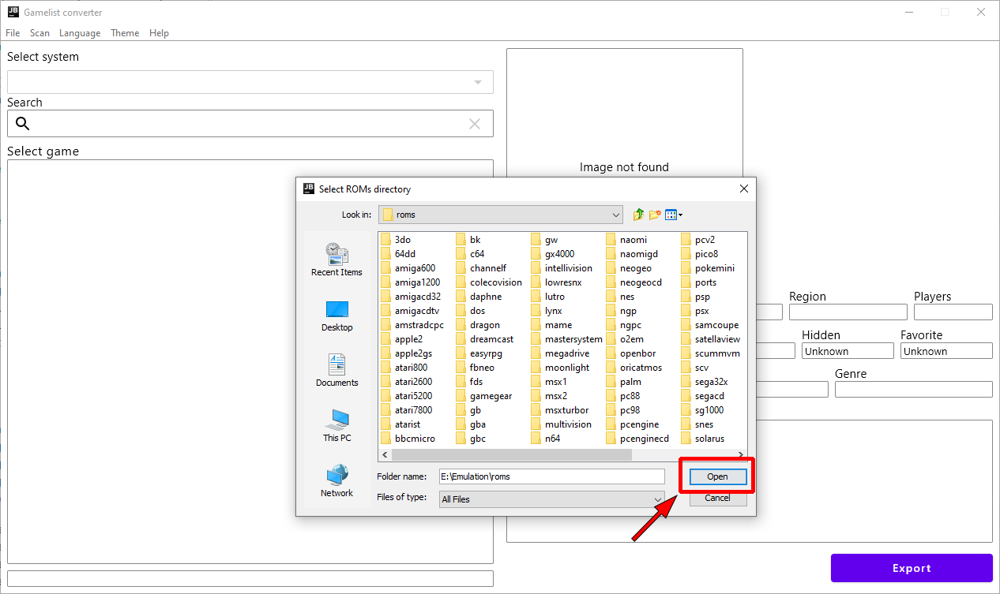 JB Gamelist converter
File Scan Language Theme Help
Select system
Search
Select game
Image not found
Region Players
Hidden Favorite
Unknown Unknown
Genre
Export
JB Select ROMs directory
Look in: roms
Recent Items
Desktop
Documents
This PC
Network
3do bk gw naomi pcv2
64dd c64 gx4000 naomigd pico8
amiga600 channelf intellivision neogeo pokemini
amiga1200 colecovision lowresnx neogeocd ports
amigacd32 daphne lutro nes psp
amigacdtv dos lynx ngp psx
amstradcpc dragon mame ngpc samcoupe
apple2 dreamcast mastersystem o2em satellaview
apple2gs easyrpg megadrive openbor scummvm
atari800 fbneo moonlight oricatmos scv
atari2600 fds msx1 palm sega32x
atari5200 gamegear msx2 pc88 segacd
atari7800 gb msxturbor pc98 sg1000
atarist gba multivision pcengine snes
bbcmicro gbc n64 pcenginecd solarus
Folder name: E:\Emulation\roms Open
Files of type: All Files Cancel